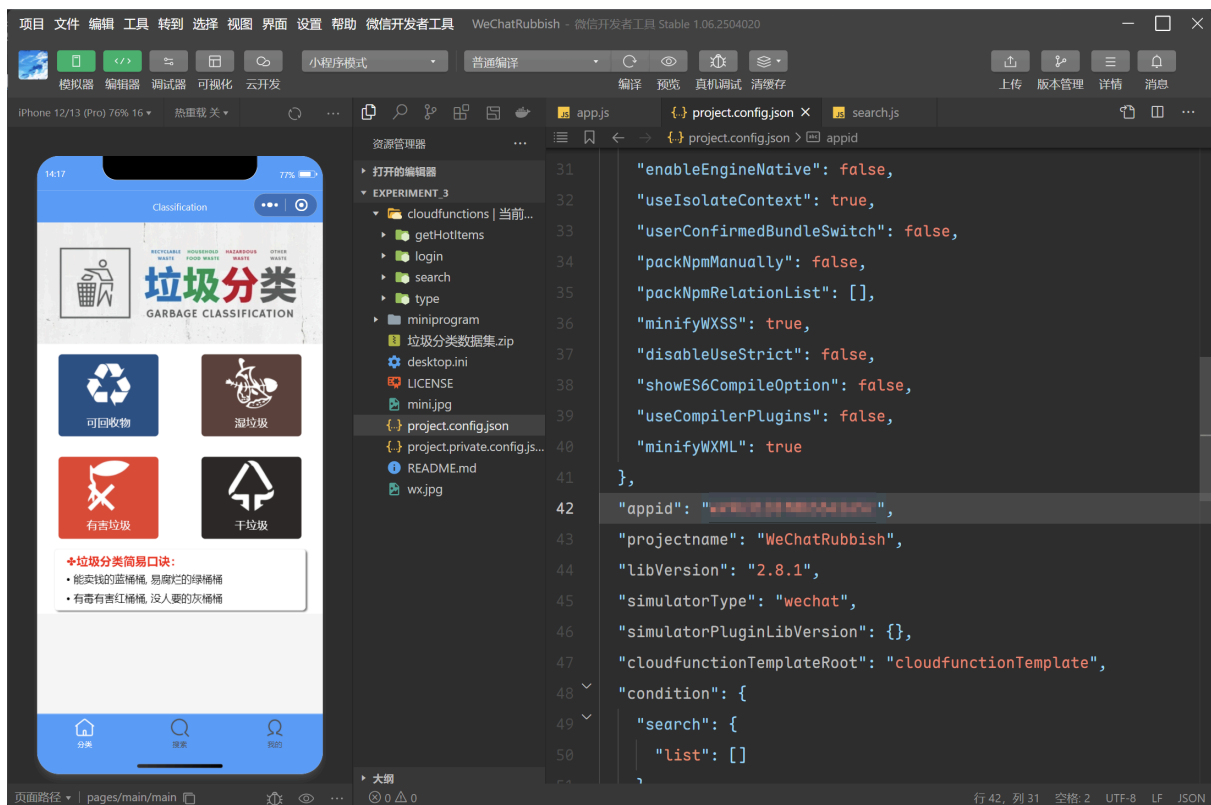 项目 文件 编辑 工具 转到 选择 视图 界面 设置 帮助 微信开发者工具 WeChatRubbish - 微信开发者工具 Stable 1.06.2504020
小程序模式 普通编译
模拟器 编辑器 调试器 可视化 云开发 编译 预览 真机调试 清缓存 上传 版本管理 详情 消息
iPhone 12/13 (Pro) 76% 16 热重载 关
14:17 77%
Classification
RECYCLABLE WASTE HOUSEHOLD FOOD WASTE HAZARDOUS WASTE OTHER WASTE
垃圾分类
GARBAGE CLASSIFICATION
可回收物 湿垃圾
有害垃圾 干垃圾
垃圾分类简易口诀：
• 能卖钱的蓝桶桶, 易腐烂的绿桶桶
• 有毒有害红桶桶, 没人要的灰桶桶
分类 搜索 我的
页面路径 pages/main/main
资源管理器
打开的编辑器
EXPERIMENT_3
cloudfunctions | 当前...
getHotItems
login
search
type
miniprogram
垃圾分类数据集.zip
desktop.ini
LICENSE
mini.jpg
project.config.json
project.private.config.js...
README.md
wx.jpg
大纲
0 0
app.js project.config.json search.js
project.config.json > appid
31 "enableEngineNative": false,
32 "useIsolateContext": true,
33 "userConfirmedBundleSwitch": false,
34 "packNpmManually": false,
35 "packNpmRelationList": [],
36 "minifyWXSS": true,
37 "disableUseStrict": false,
38 "showES6CompileOption": false,
39 "useCompilerPlugins": false,
40 "minifyWXML": true
41 },
42 "appid": "",
43 "projectname": "WeChatRubbish",
44 "libVersion": "2.8.1",
45 "simulatorType": "wechat",
46 "simulatorPluginLibVersion": {},
47 "cloudfunctionTemplateRoot": "cloudfunctionTemplate",
48 "condition": {
49 "search": {
50 "list": []
行 42，列 31 空格: 2 UTF-8 LF JSON